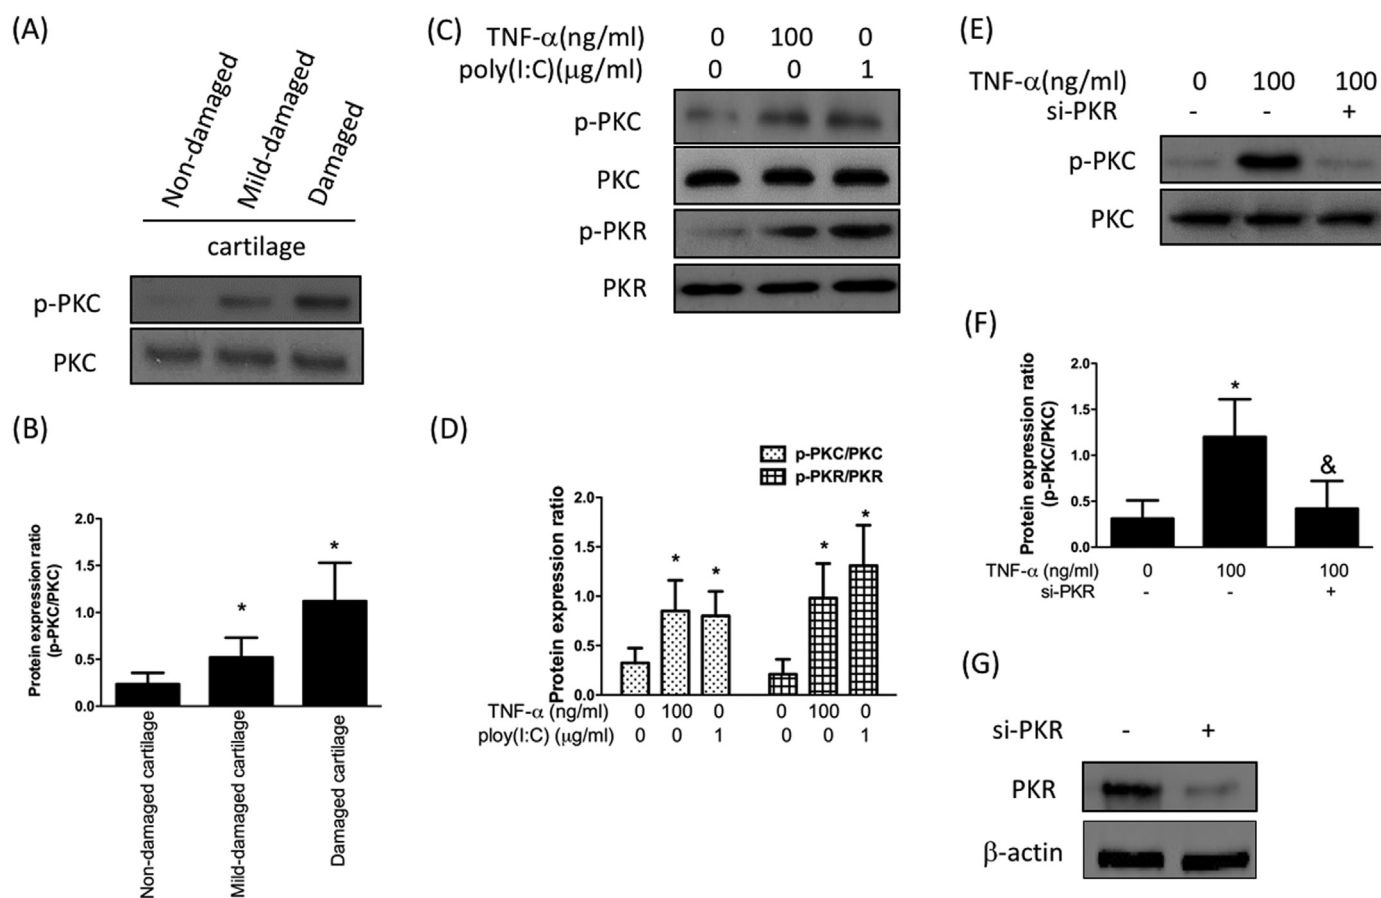 (A)
Non-damaged
Mild-damaged
Damaged
cartilage
p-PKC
PKC
(B)
Protein expression ratio
(p-PKC/PKC)
2.0
1.5
1.0
0.5
0.0
*
*
Non-damaged cartilage
Mild-damaged cartilage
Damaged cartilage
(C)
TNF-α(ng/ml) 0 100 0
poly(I:C)(μg/ml) 0 0 1
p-PKC
PKC
p-PKR
PKR
(D)
p-PKC/PKC
p-PKR/PKR
Protein expression ratio
2.0
1.5
1.0
0.5
0.0
* * * *
TNF-α (ng/ml) 0 100 0 0 100 0
ploy(I:C) (μg/ml) 0 0 1 0 0 1
(E)
TNF-α(ng/ml) 0 100 100
si-PKR - - +
p-PKC
PKC
(F)
Protein expression ratio
(p-PKC/PKC)
2.0
1.5
1.0
0.5
0.0
*
&
TNF-α (ng/ml) 0 100 100
si-PKR - - +
(G)
si-PKR - +
PKR
β-actin